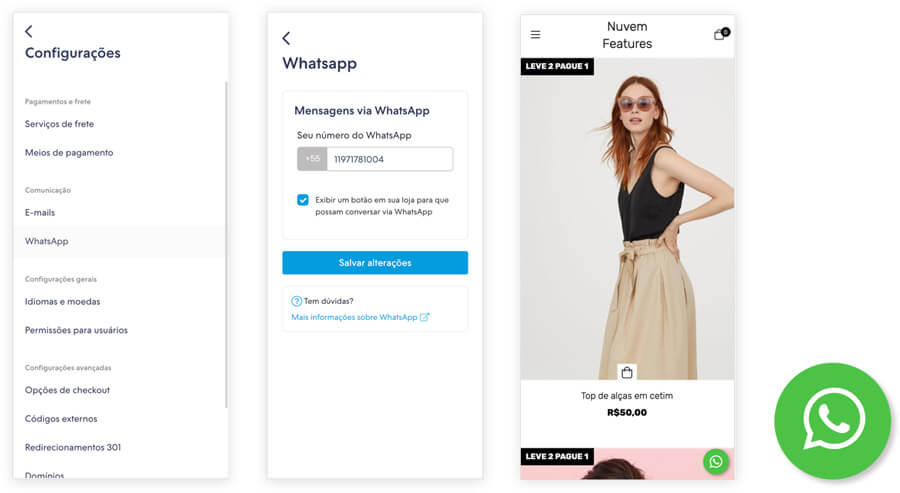 Configurações
Pagamentos e frete
Serviços de frete
Meios de pagamento
Comunicação
E-mails
WhatsApp
Configurações gerais
Idiomas e moedas
Permissões para usuários
Configurações avançadas
Opções de checkout
Códigos externos
Redirecionamentos 301
Domínios
Whatsapp
Mensagens via WhatsApp
Seu número do WhatsApp
+55 11971781004
Exibir um botão em sua loja para que
possam conversar via WhatsApp
Salvar alterações
Tem dúvidas?
Mais informações sobre WhatsApp
Nuvem
Features
0
LEVE 2 PAGUE 1
Top de alças em cetim
R$50,00
LEVE 2 PAGUE 1